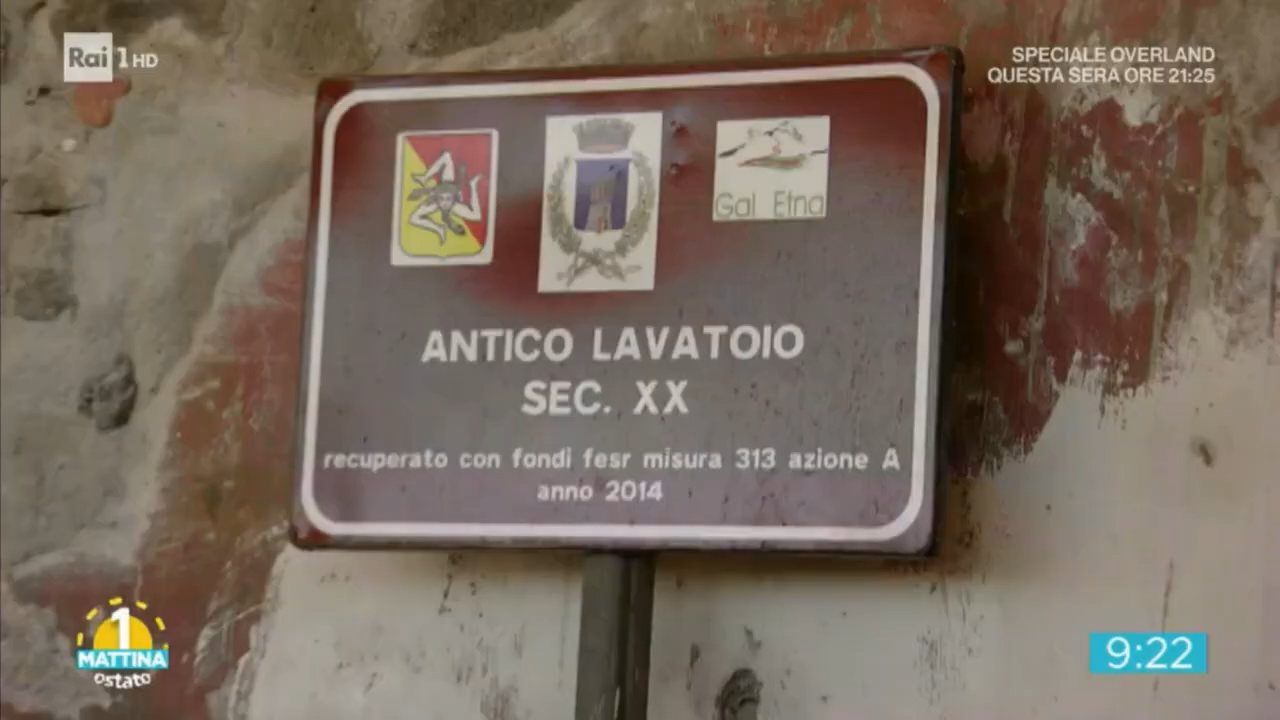 Rai 1 HD
SPECIALE OVERLAND
QUESTA SERA ORE 21:25
Gal Etna
ANTICO LAVATOIO
SEC. XX
recuperato con fondi fesr misura 313 azione A
anno 2014
1
MATTINA
estate
9:22